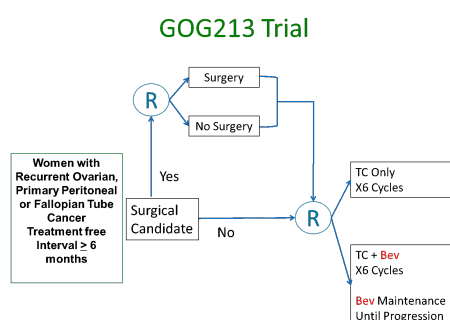 GOG213 Trial
Surgery
R
No Surgery
Women with
Recurrent Ovarian,
Primary Peritoneal
or Fallopian Tube
Cancer
Treatment free
Interval > 6
months
Yes
Surgical
Candidate
No
R
TC Only
X6 Cycles
TC + Bev
X6 Cycles
Bev Maintenance
Until Progression